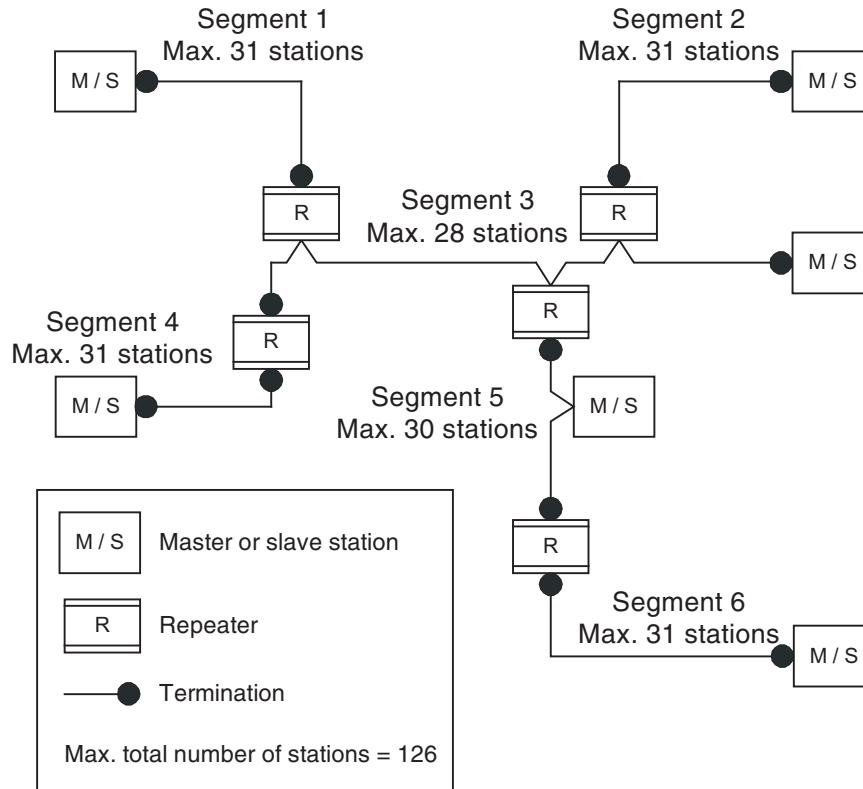 Segment 1
Max. 31 stations
Segment 2
Max. 31 stations
M / S
M / S
R
Segment 3
Max. 28 stations
R
M / S
R
Segment 4
Max. 31 stations
R
M / S
Segment 5
Max. 30 stations
M / S
M / S
Master or slave station
R
R
Repeater
Segment 6
Max. 31 stations
M / S
Termination
Max. total number of stations = 126